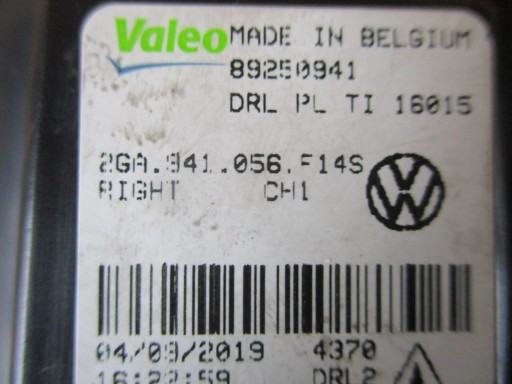 Valeo MADE IN BELGIUM
89250941
DRL PL TI 16015
2GA.941.056.F14S
RIGHT CH1
04/09/2019 4370
16:22:59 DRL2